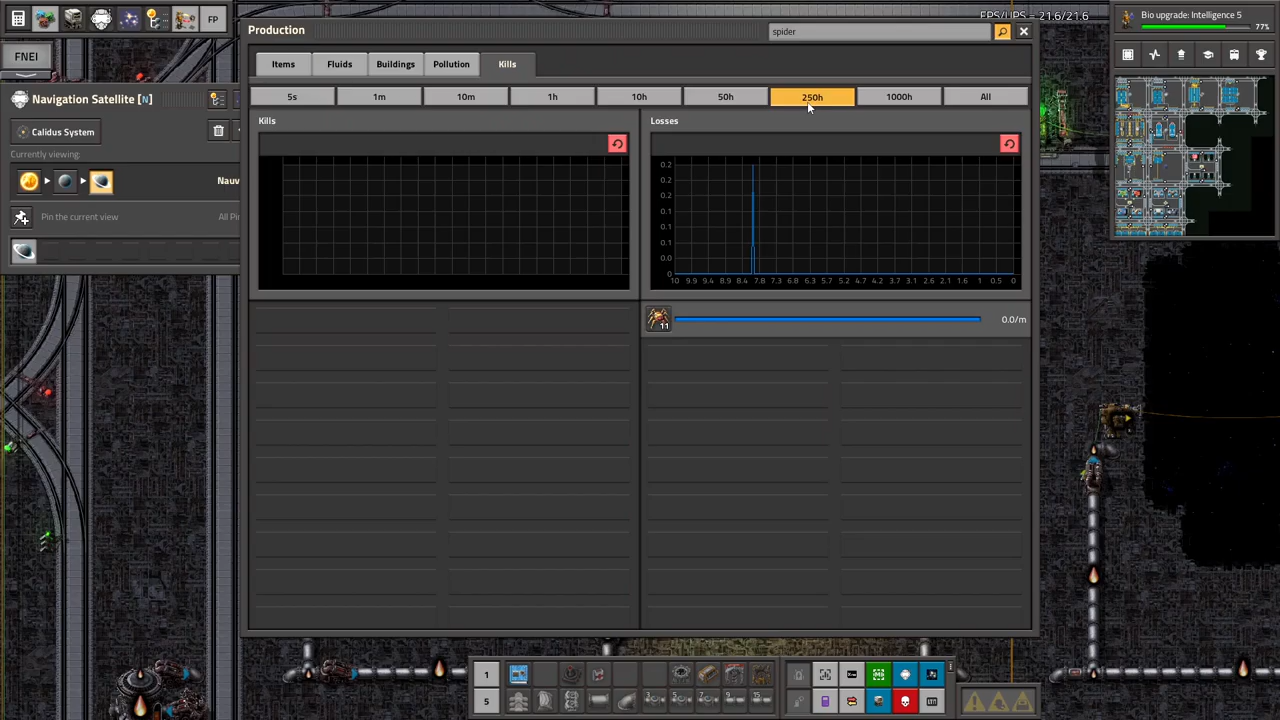 FP
FNEI
Navigation Satellite [N]
Calidus System
Currently viewing:
Nauv
Pin the current view
All Pi
Production
spider
Items
Fluids
Buildings
Pollution
Kills
5s
1m
10m
1h
10h
50h
250h
1000h
All
Kills
Losses
0.2
0.2
0.2
0.1
0.1
0.1
0.0
0
10 9.9 9.4 8.9 8.4 7.8 7.3 6.8 6.3 5.8 5.2 4.7 4.2 3.7 3.1 2.6 2.1 1.6 1 0
11
0.0/m
FPS/UPS = 21.6/21.6
Bio upgrade: Intelligence 5
77%
1
5